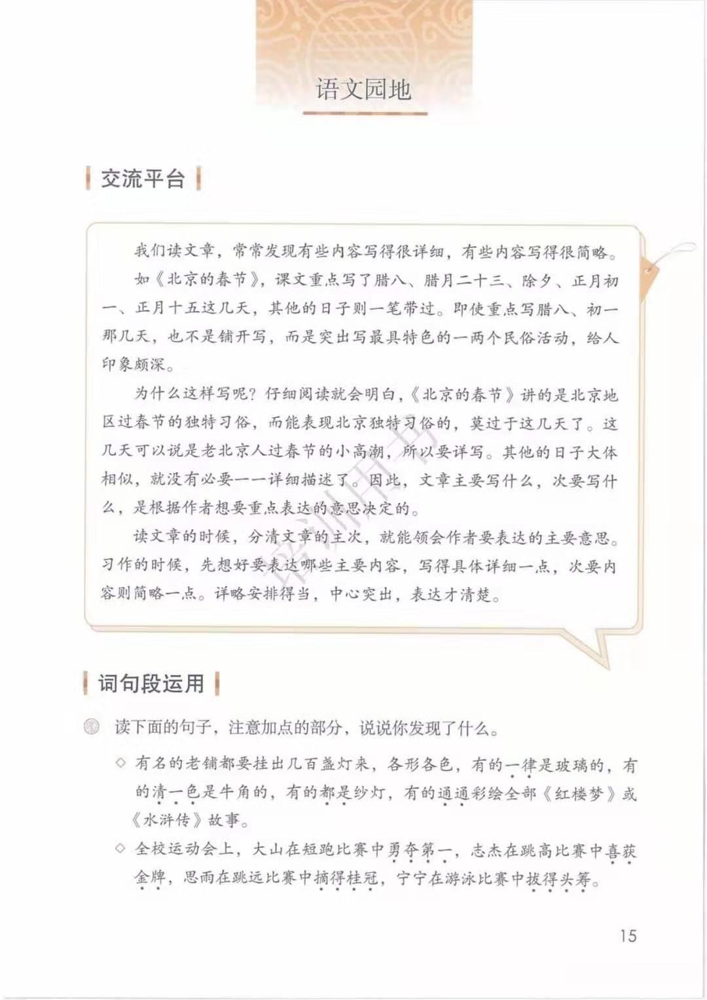 语文园地
交流平台
我们读文章，常常发现有些内容写得很详细，有些内容写得很简略。
如《北京的春节》，课文重点写了腊八、腊月二十三、除夕、正月初
一、正月十五这几天，其他的日子则一笔带过。即使重点写腊八、初一
那几天，也不是铺开写，而是突出写最具特色的一两个民俗活动，给人
印象颇深。
为什么这样写呢？仔细阅读就会明白，《北京的春节》讲的是北京地
区过春节的独特习俗，而能表现北京独特习俗的，莫过于这几天了。这
几天可以说是老北京人过春节的小高潮，所以要详写。其他的日子大体
相似，就没有必要一一详细描述了。因此，文章主要写什么，次要写什
么，是根据作者想要重点表达的意思决定的。
读文章的时候，分清文章的主次，就能领会作者要表达的主要意思。
习作的时候，先想好要表达哪些主要内容，写得具体详细一点，次要内
容则简略一点。详略安排得当，中心突出，表达才清楚。
培训用书
词句段运用
读下面的句子，注意加点的部分，说说你发现了什么。
◇ 有名的老铺都要挂出几百盏灯来，各形各色，有的一律是玻璃的，有
的清一色是牛角的，有的都是纱灯，有的通通彩绘全部《红楼梦》或
《水浒传》故事。
◇ 全校运动会上，大山在短跑比赛中勇夺第一，志杰在跳高比赛中喜获
金牌，思雨在跳远比赛中摘得桂冠，宁宁在游泳比赛中拔得头筹。
15